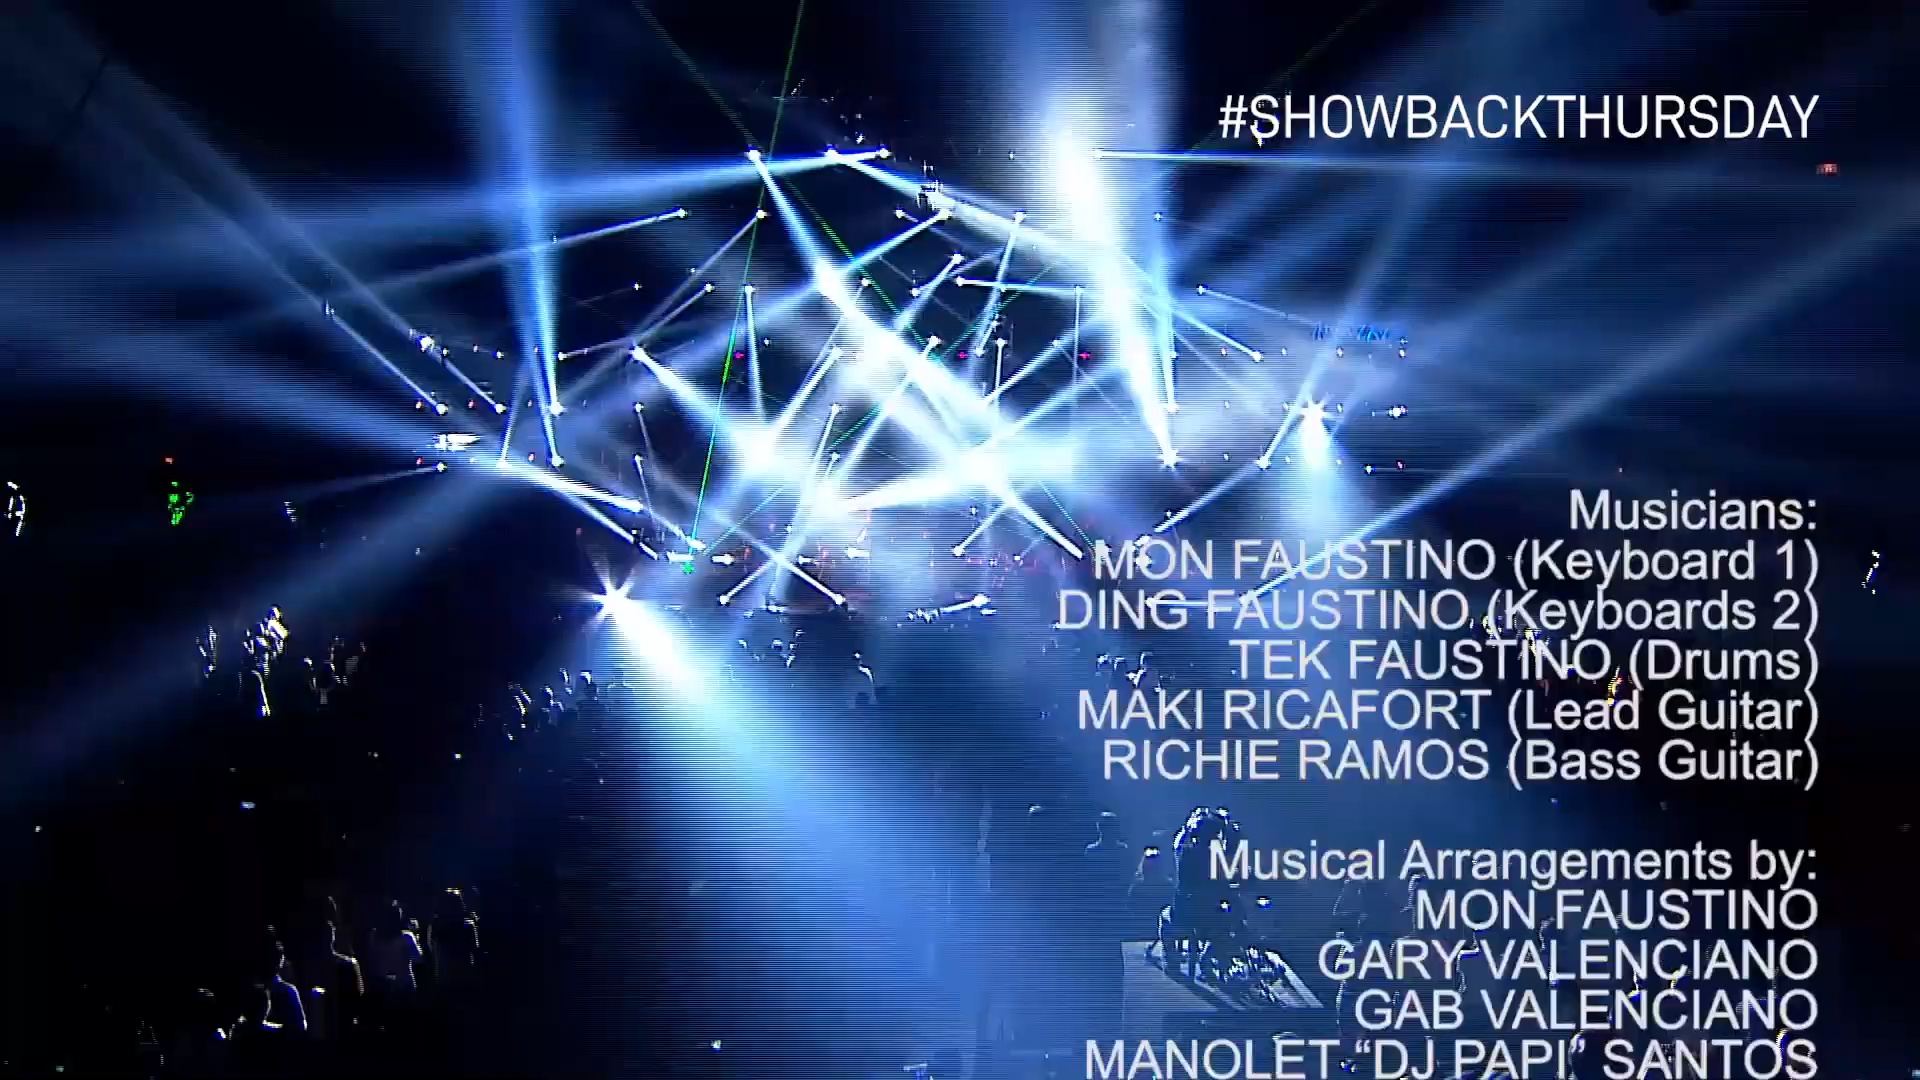 #SHOWBACKTHURSDAY
Musicians:
MON FAUSTINO (Keyboard 1)
DING FAUSTINO (Keyboards 2)
TEK FAUSTINO (Drums)
MAKI RICAFORT (Lead Guitar)
RICHIE RAMOS (Bass Guitar)
Musical Arrangements by:
MON FAUSTINO
GARY VALENCIANO
GAB VALENCIANO
MANOLET “DJ PAPI” SANTOS